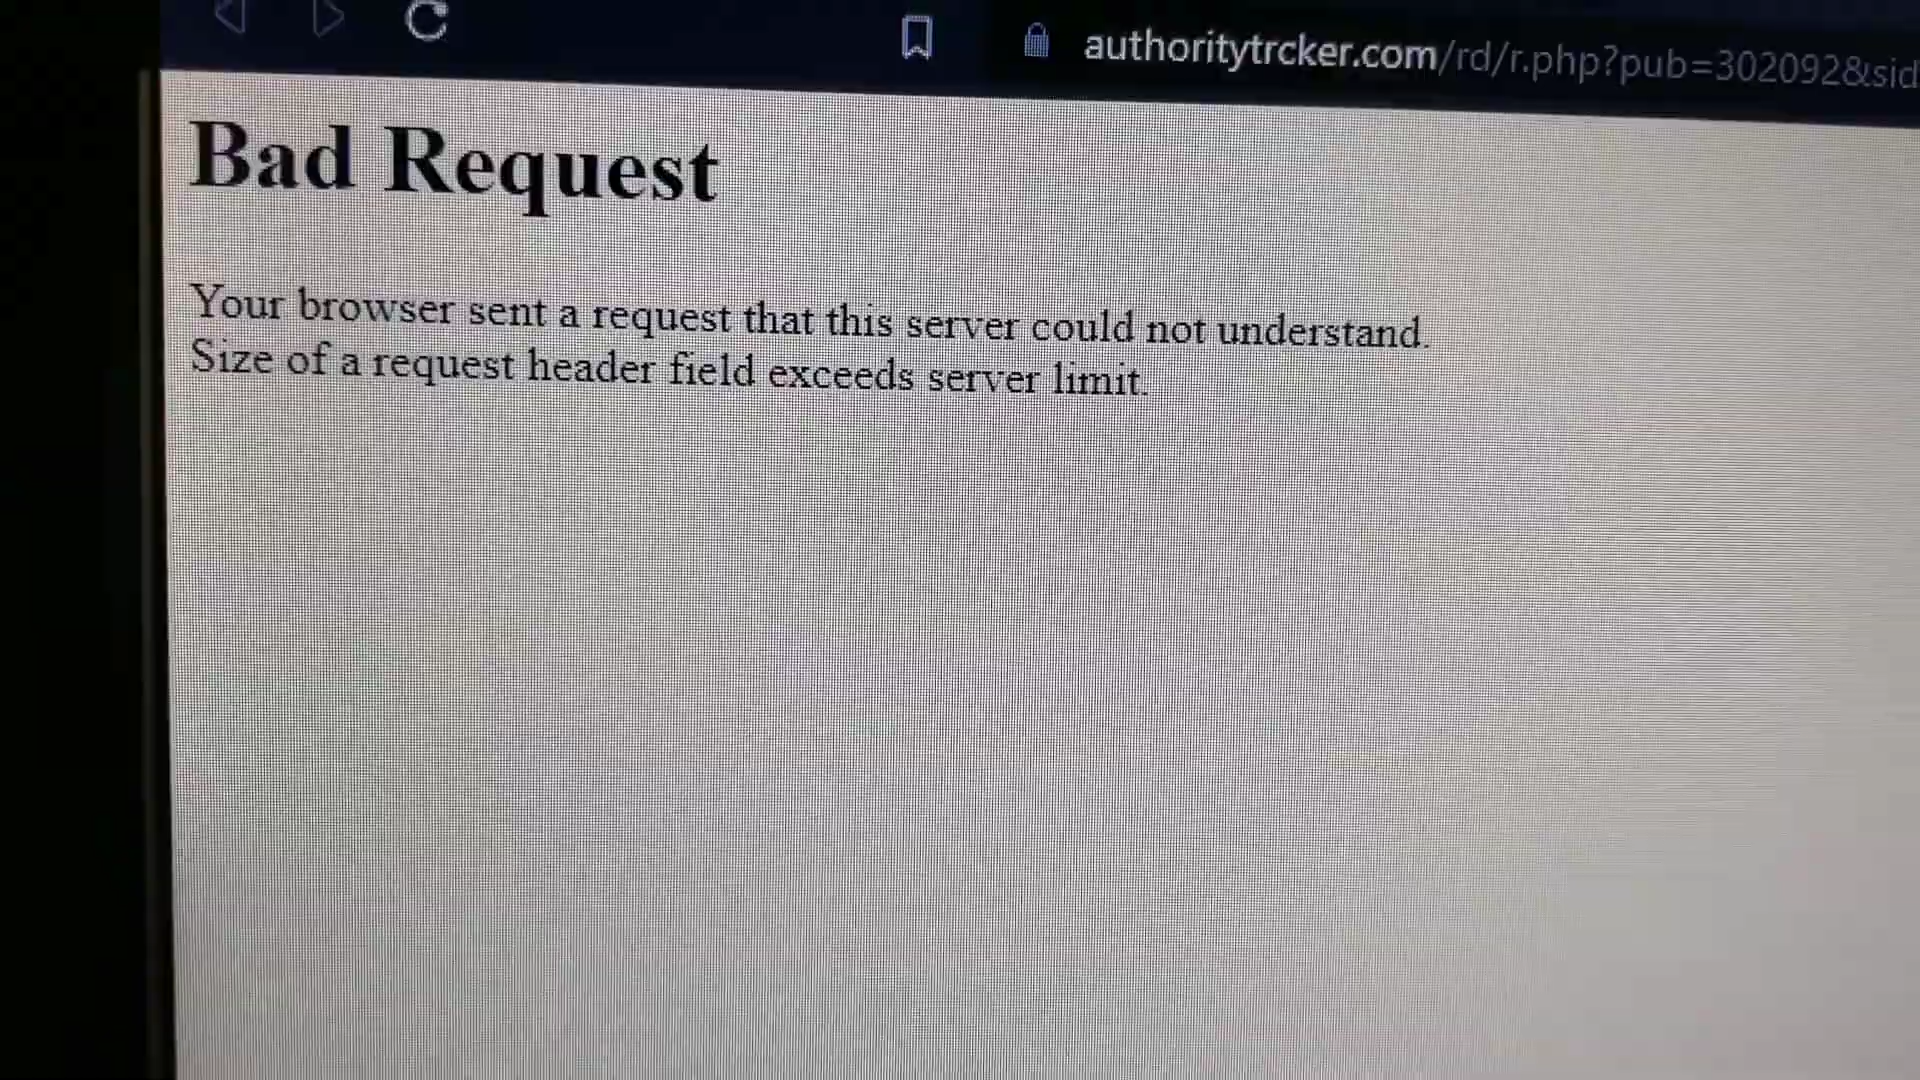 authoritytrcker.com/rd/r.php?pub=302092&sid
Bad Request
Your browser sent a request that this server could not understand.
Size of a request header field exceeds server limit.